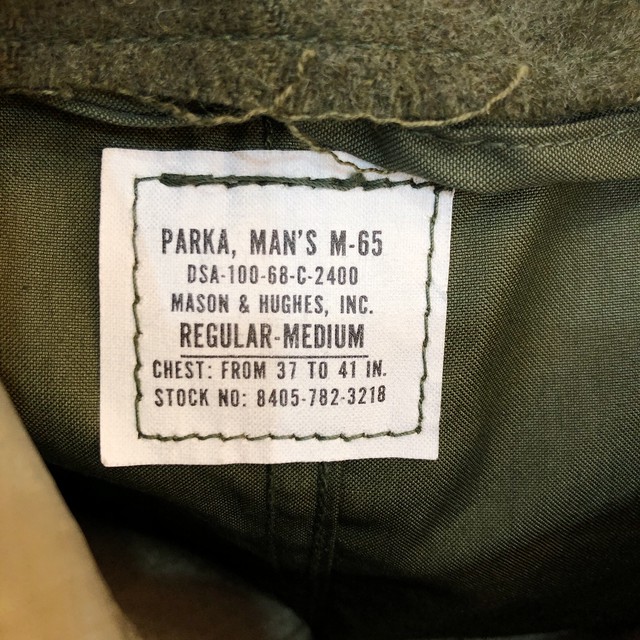 PARKA, MAN'S M-65
DSA-100-68-C-2400
MASON & HUGHES, INC.
REGULAR-MEDIUM
CHEST: FROM 37 TO 41 IN.
STOCK NO: 8405-782-3218